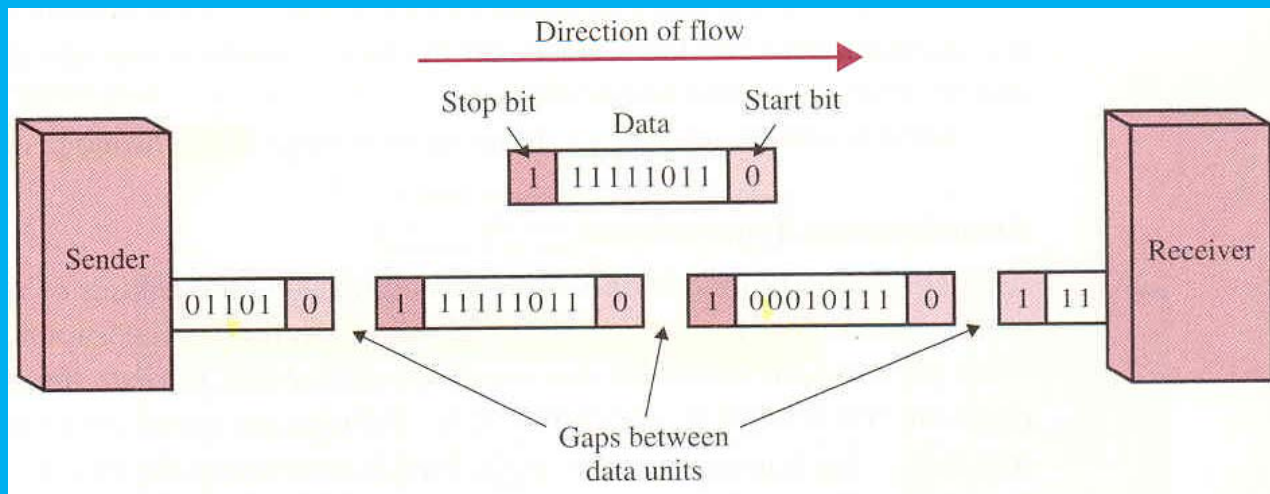 Direction of flow
Stop bit
Start bit
Data
1 11111011 0
Sender
Receiver
01101 0
1 11111011 0
1 00010111 0
1 11
Gaps between
data units